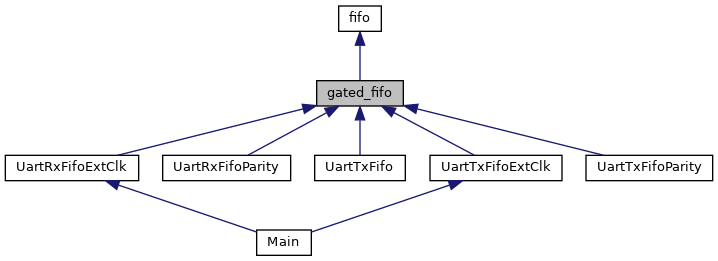 fifo
gated_fifo
UartRxFifoExtClk
UartRxFifoParity
UartTxFifo
UartTxFifoExtClk
UartTxFifoParity
Main